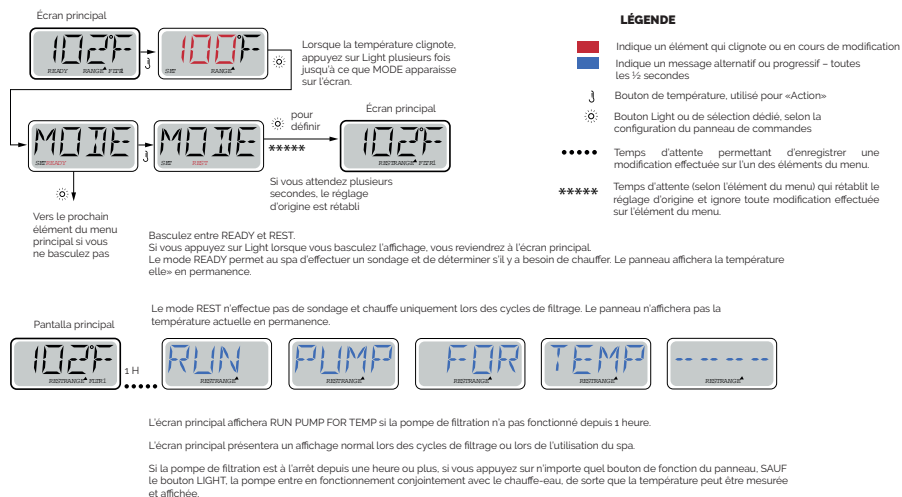 Écran principal
102°F
READY RANGE FLTR1
100°F
SET RANGE
Lorsque la température clignote,
appuyez sur Light plusieurs fois
jusqu'à ce que MODE apparaisse
sur l'écran.
LÉGENDE
Indique un élément qui clignote ou en cours de modification
Indique un message alternatif ou progressif – toutes
les ½ secondes
Bouton de température, utilisé pour «Action»
Bouton Light ou de sélection dédié, selon la
configuration du panneau de commandes
Temps d'attente permettant d'enregistrer une
modification effectuée sur l'un des éléments du menu.
***** Temps d'attente (selon l'élément du menu) qui rétablit le
réglage d'origine et ignore toute modification effectuée
sur l'élément du menu.
MODE
SET READY
MODE
SET REST
pour
définir
*****
Écran principal
102°F
REST RANGE FLTR1
Si vous attendez plusieurs
secondes, le réglage
d'origine est rétabli
Vers le prochain
élément du menu
principal si vous
ne basculez pas
Basculez entre READY et REST.
Si vous appuyez sur Light lorsque vous basculez l'affichage, vous reviendrez à l'écran principal.
Le mode READY permet au spa d'effectuer un sondage et de déterminer s'il y a besoin de chauffer. Le panneau affichera la température
elle» en permanence.
Le mode REST n'effectue pas de sondage et chauffe uniquement lors des cycles de filtrage. Le panneau n'affichera pas la
température actuelle en permanence.
Pantalla principal
102°F
REST RANGE FLTR1
1 H
RUN
REST RANGE
PUMP
REST RANGE
FOR
REST RANGE
TEMP
REST RANGE
-- -- -- --
REST RANGE
L'écran principal affichera RUN PUMP FOR TEMP si la pompe de filtration n'a pas fonctionné depuis 1 heure.
L'écran principal présentera un affichage normal lors des cycles de filtrage ou lors de l'utilisation du spa.
Si la pompe de filtration est à l'arrêt depuis une heure ou plus, si vous appuyez sur n'importe quel bouton de fonction du panneau, SAUF
le bouton LIGHT, la pompe entre en fonctionnement conjointement avec le chauffe-eau, de sorte que la température peut être mesurée
et affichée.